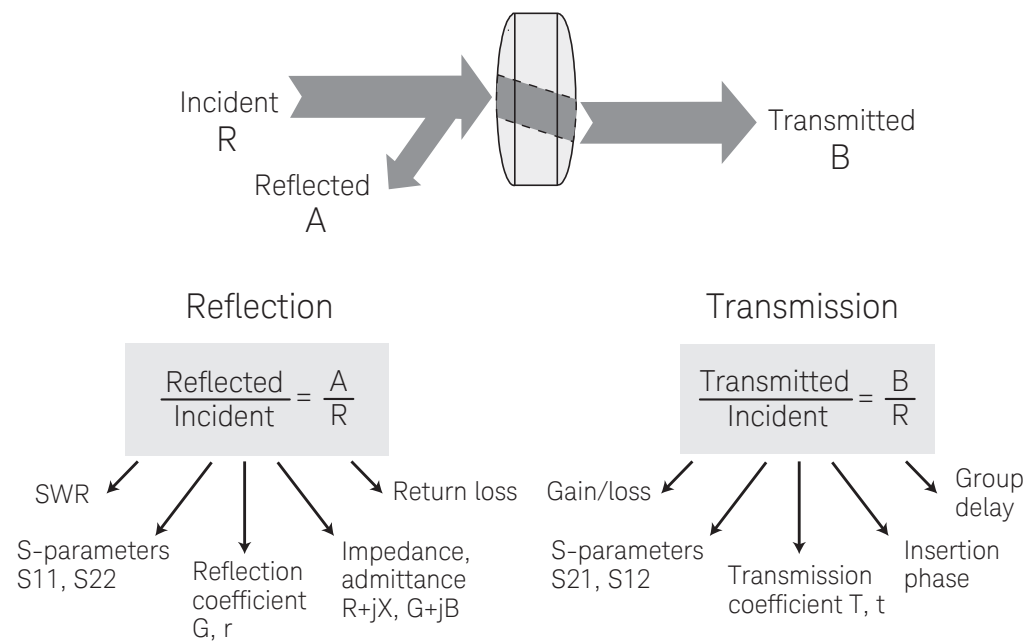 Incident
R
Reflected
A
Transmitted
B
Reflection
Transmission
Reflected
Incident
=
A
R
Transmitted
Incident
=
B
R
SWR
S-parameters
S11, S22
Reflection
coefficient
G, r
Impedance,
admittance
R+jX, G+jB
Return loss
Gain/loss
S-parameters
S21, S12
Transmission
coefficient T, t
Insertion
phase
Group
delay